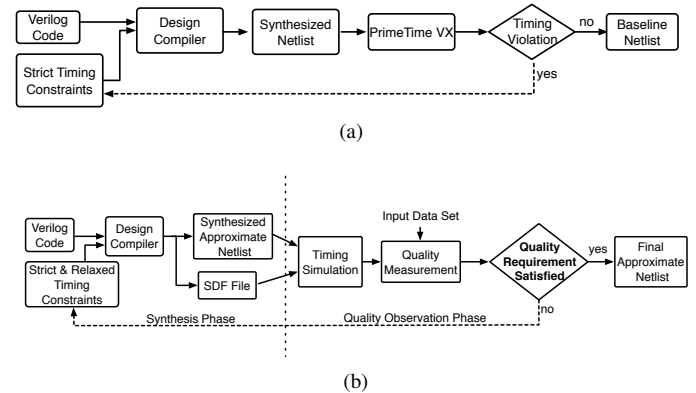 Verilog
Code
Design
Compiler
Synthesized
Netlist
PrimeTime VX
Timing
Violation
no
Baseline
Netlist
Strict Timing
Constraints
yes
(a)
Verilog
Code
Design
Compiler
Synthesized
Approximate
Netlist
Input Data Set
Timing
Simulation
Quality
Measurement
Quality
Requirement
Satisfied
yes
Final
Approximate
Netlist
Strict & Relaxed
Timing
Constraints
SDF File
no
Synthesis Phase
Quality Observation Phase
(b)